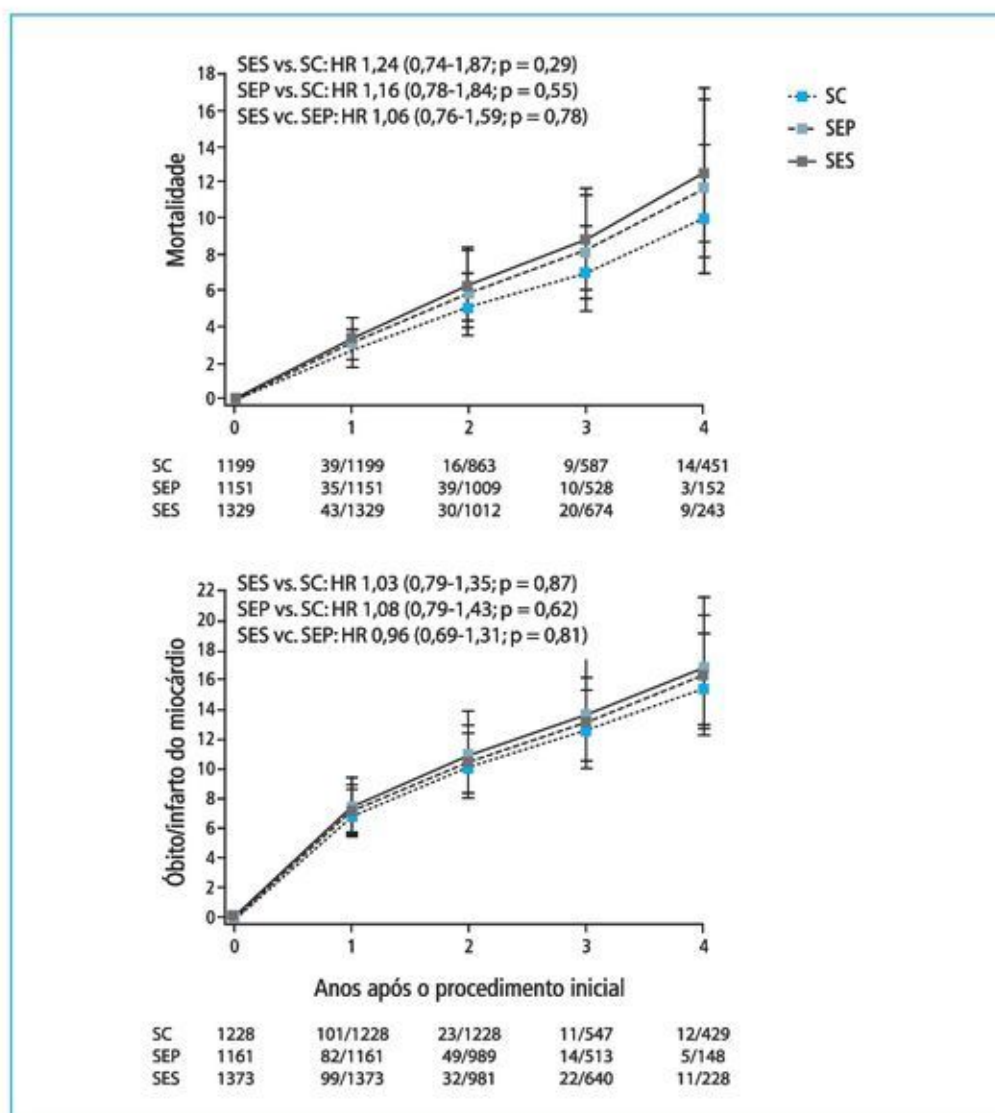 SES vs. SC: HR 1,24 (0,74-1,87; p = 0,29)
SEP vs. SC: HR 1,16 (0,78-1,84; p = 0,55)
SES vc. SEP: HR 1,06 (0,76-1,59; p = 0,78)
SC
SEP
SES
Mortalidade
18
16
14
12
10
8
6
4
2
0
0 1 2 3 4
SC 1199 39/1199 16/863 9/587 14/451
SEP 1151 35/1151 39/1009 10/528 3/152
SES 1329 43/1329 30/1012 20/674 9/243
SES vs. SC: HR 1,03 (0,79-1,35; p = 0,87)
SEP vs. SC: HR 1,08 (0,79-1,43; p = 0,62)
SES vc. SEP: HR 0,96 (0,69-1,31; p = 0,81)
Óbito/infarto do miocárdio
22
20
18
16
14
12
10
8
6
4
2
0
0 1 2 3 4
Anos após o procedimento inicial
SC 1228 101/1228 23/1228 11/547 12/429
SEP 1161 82/1161 49/989 14/513 5/148
SES 1373 99/1373 32/981 22/640 11/228